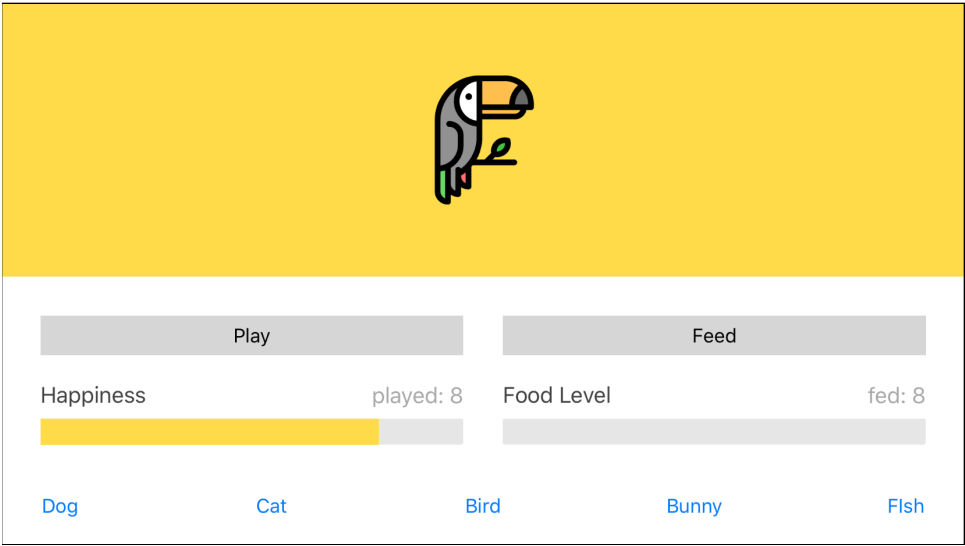 Play
Feed
Happiness played: 8
Food Level fed: 8
Dog Cat Bird Bunny FIsh